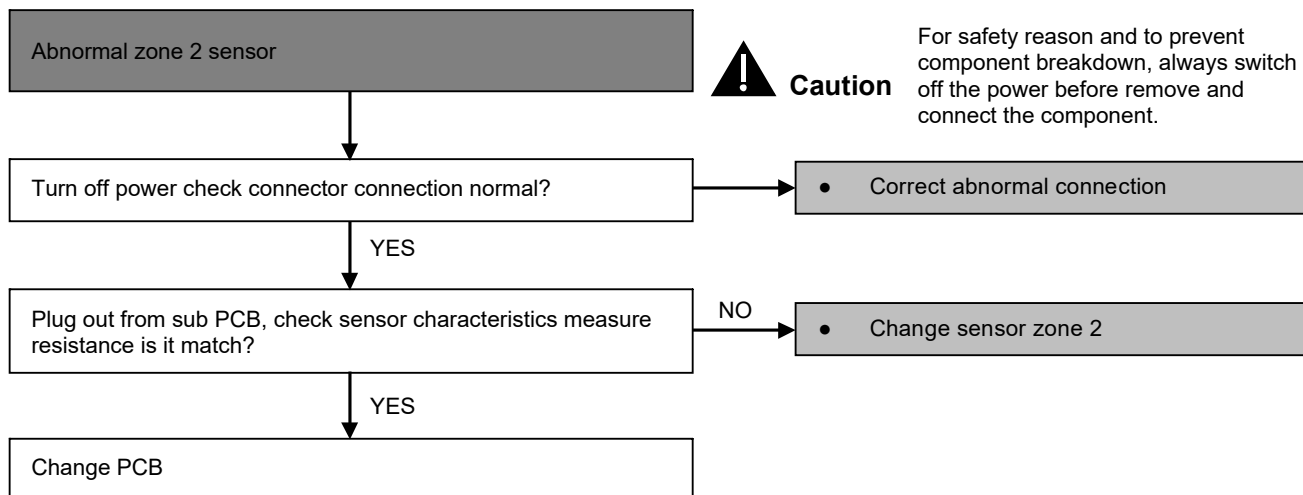 Abnormal zone 2 sensor
Caution
For safety reason and to prevent
component breakdown, always switch
off the power before remove and
connect the component.
Turn off power check connector connection normal?
● Correct abnormal connection
YES
Plug out from sub PCB, check sensor characteristics measure
resistance is it match?
NO
● Change sensor zone 2
YES
Change PCB